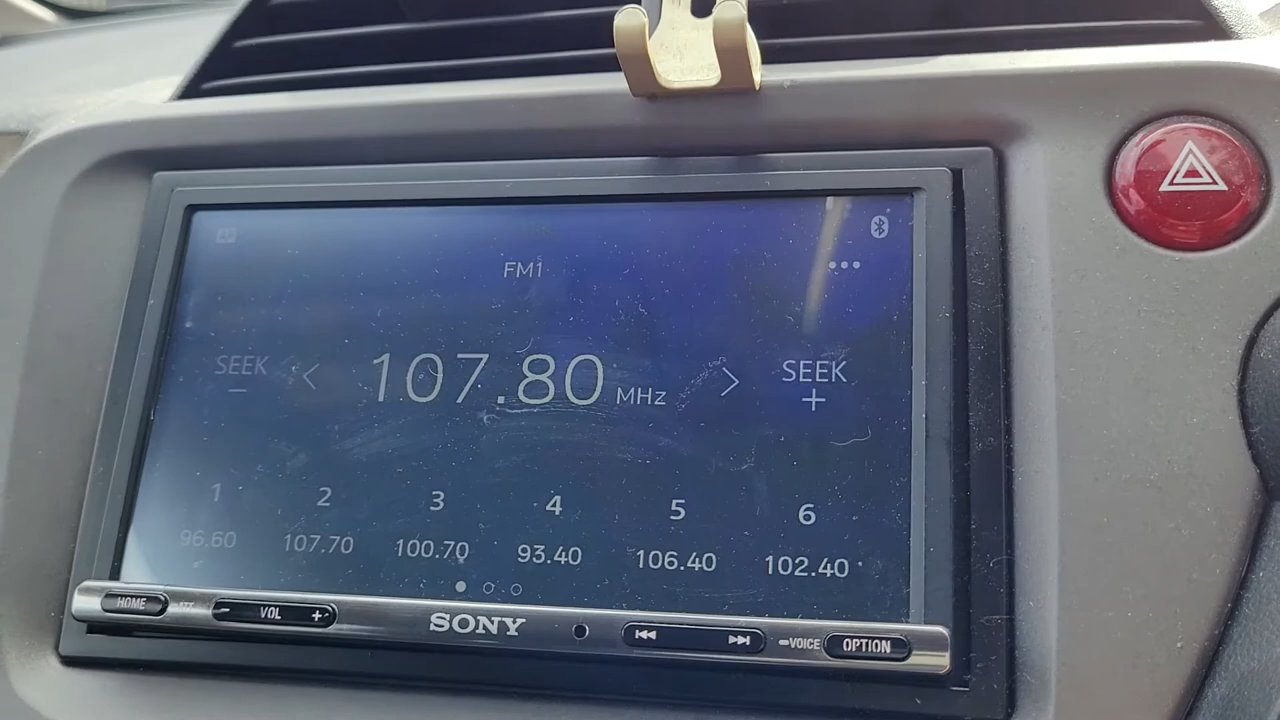 FM1
SEEK < 107.80 MHz > SEEK
- +
1 2 3 4 5 6
96.60 107.70 100.70 93.40 106.40 102.40
HOME ATT - VOL + SONY VOICE OPTION